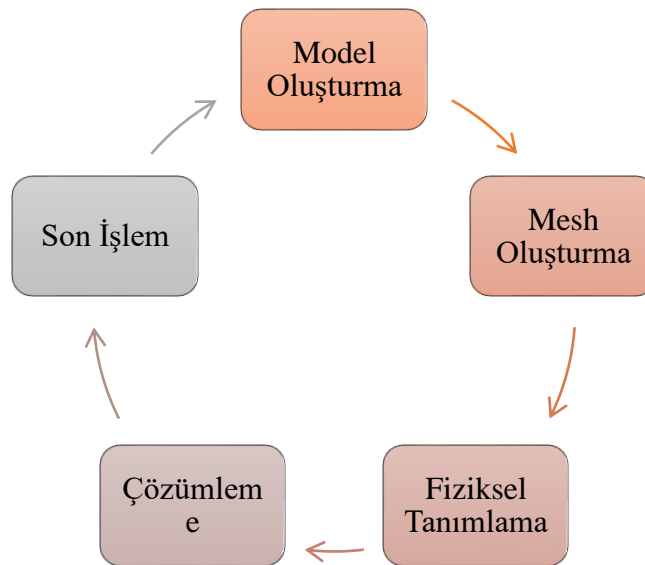 Model
Oluşturma
Mesh
Oluşturma
Fiziksel
Tanımlama
Çözümlem
e
Son İşlem